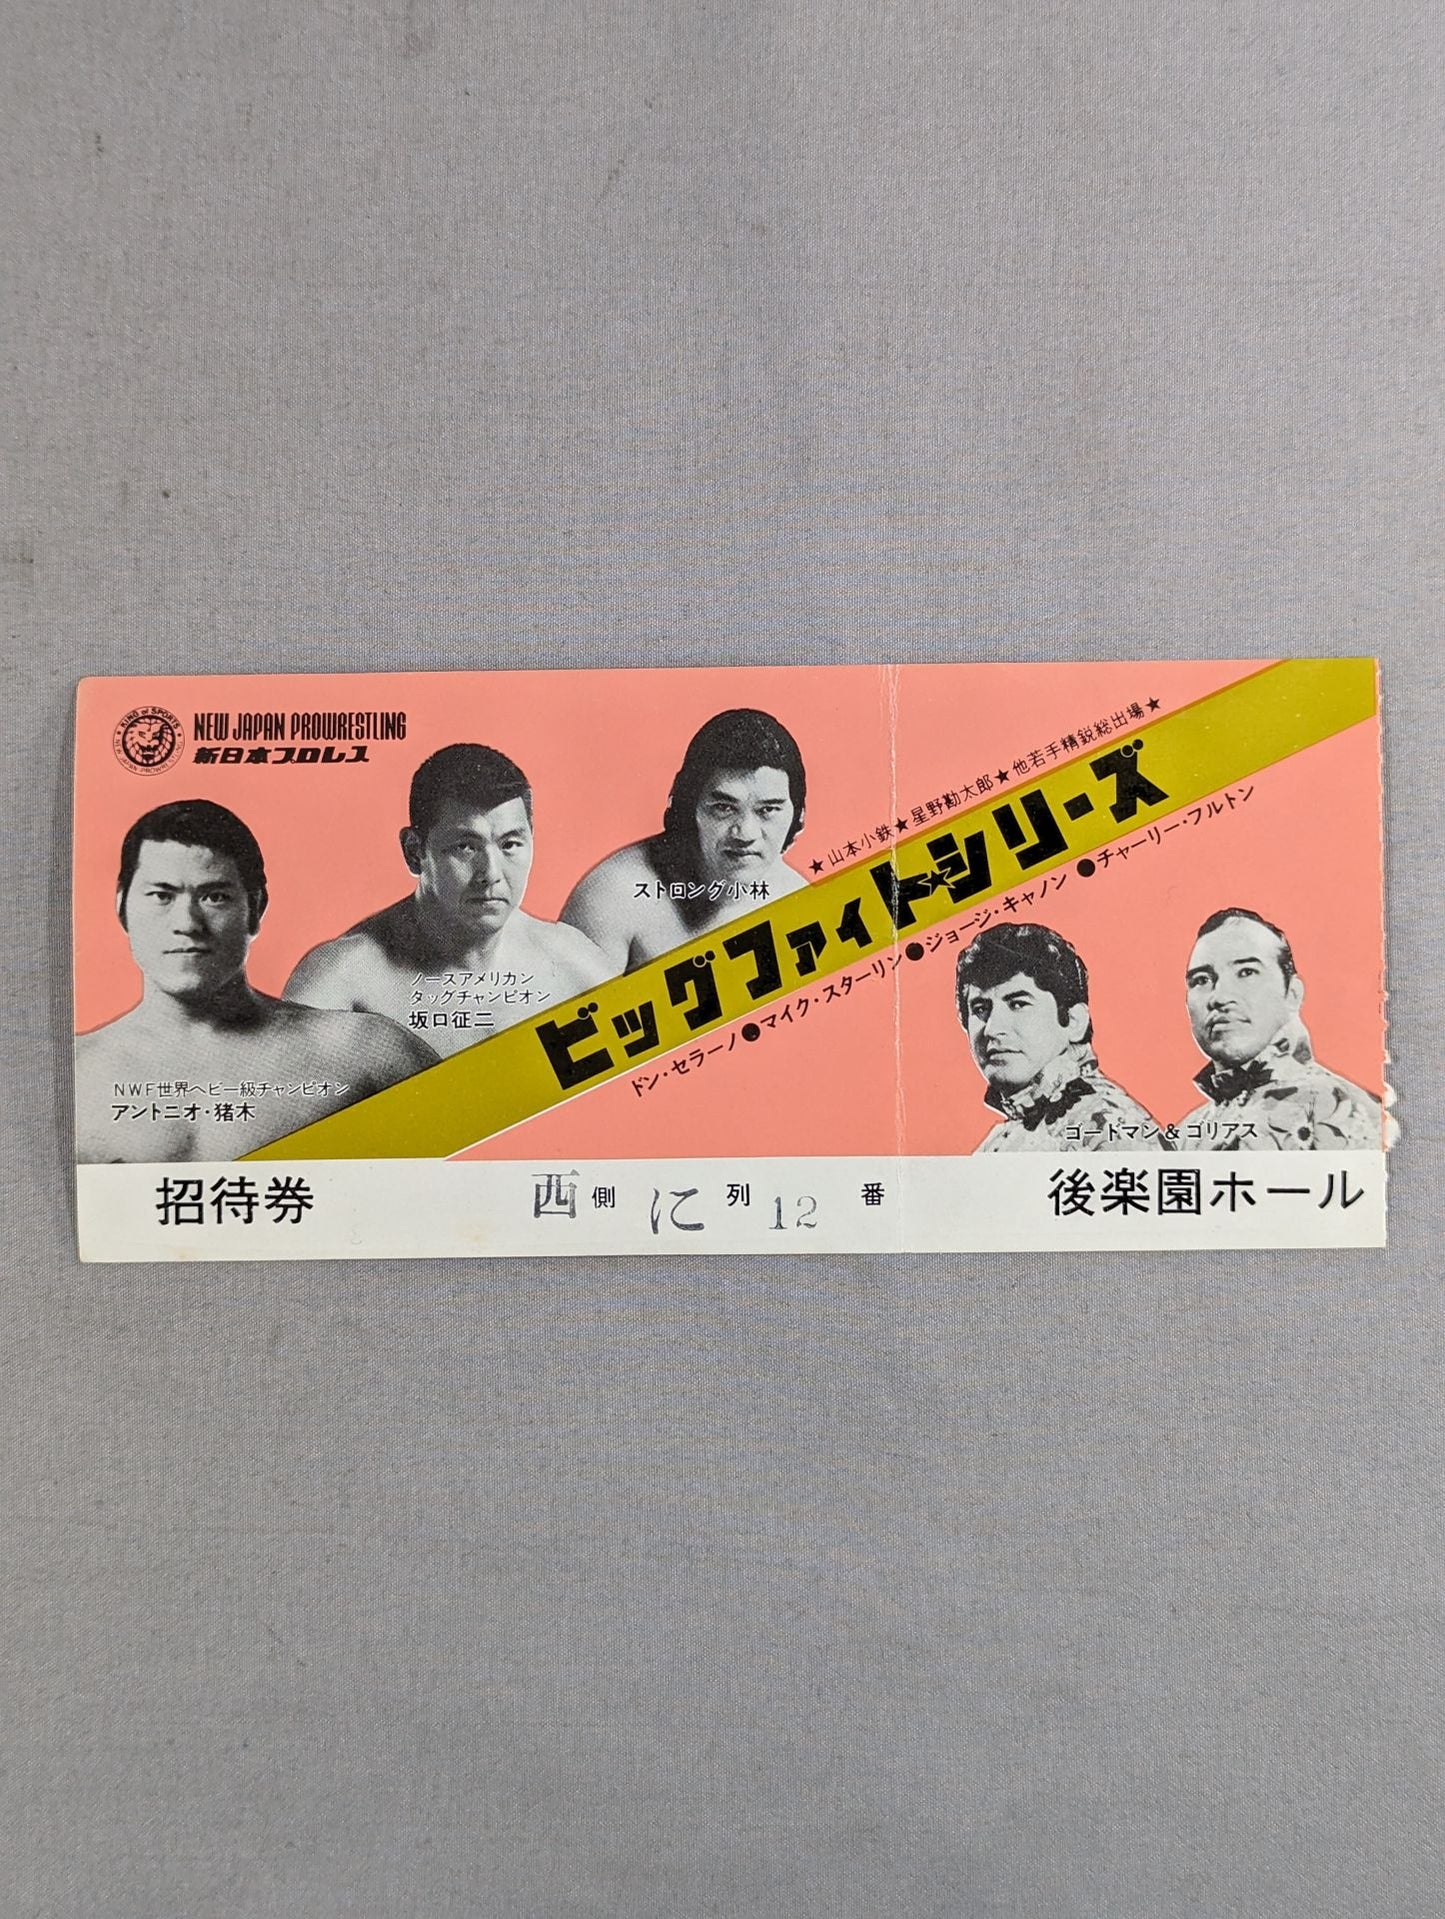 KING of SPORTS
NEW JAPAN PROWRESTLING
NEW JAPAN PROWRESTLING
新日本プロレス
NWF世界ヘビー級チャンピオン
アントニオ・猪木
ノースアメリカン
タッグチャンピオン
坂口征二
ストロング小林
★山本小鉄★星野勘太郎★他若手精鋭総出場★
ビッグファイト☆シリーズ
ドン・セラーノ●マイク・スターリン●ジョージ・キャノン●チャーリー・フルトン
ゴードマン&ゴリアス
招待券 西側 に列 12番 後楽園ホール